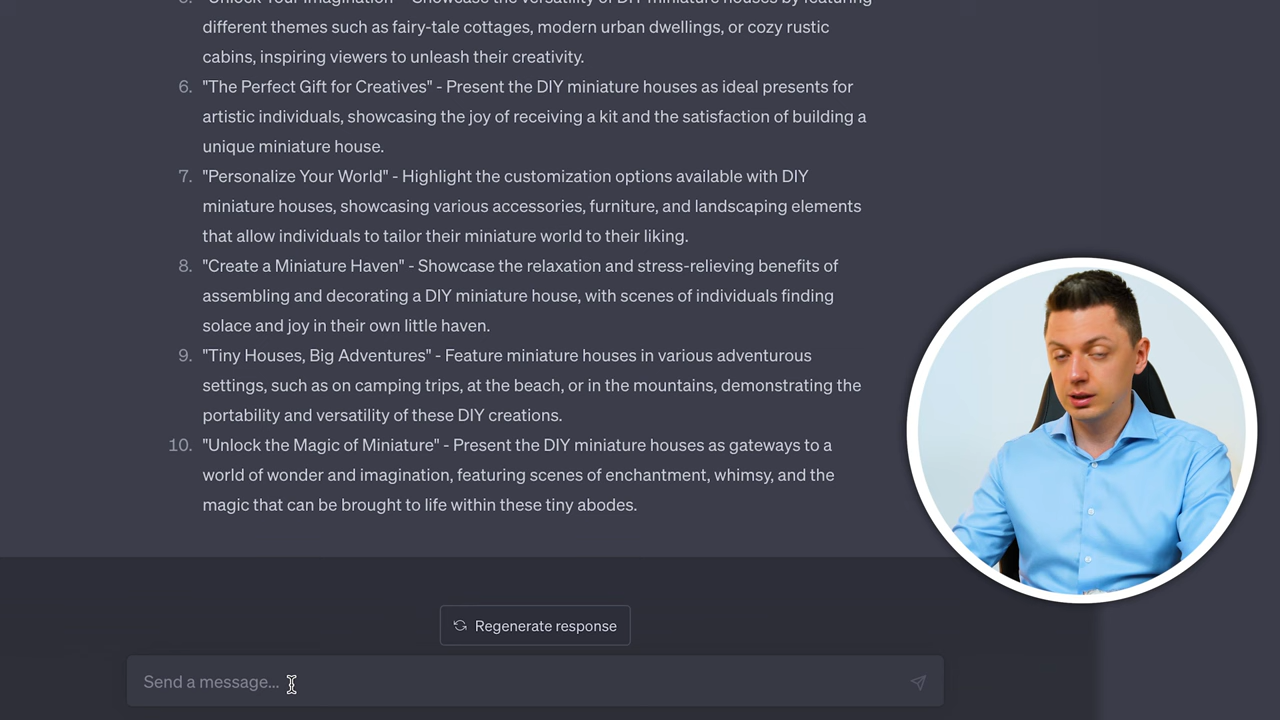 different themes such as fairy-tale cottages, modern urban dwellings, or cozy rustic
cabins, inspiring viewers to unleash their creativity.
6. "The Perfect Gift for Creatives" - Present the DIY miniature houses as ideal presents for
artistic individuals, showcasing the joy of receiving a kit and the satisfaction of building a
unique miniature house.
7. "Personalize Your World" - Highlight the customization options available with DIY
miniature houses, showcasing various accessories, furniture, and landscaping elements
that allow individuals to tailor their miniature world to their liking.
8. "Create a Miniature Haven" - Showcase the relaxation and stress-relieving benefits of
assembling and decorating a DIY miniature house, with scenes of individuals finding
solace and joy in their own little haven.
9. "Tiny Houses, Big Adventures" - Feature miniature houses in various adventurous
settings, such as on camping trips, at the beach, or in the mountains, demonstrating the
portability and versatility of these DIY creations.
10. "Unlock the Magic of Miniature" - Present the DIY miniature houses as gateways to a
world of wonder and imagination, featuring scenes of enchantment, whimsy, and the
magic that can be brought to life within these tiny abodes.
Regenerate response
Send a message...